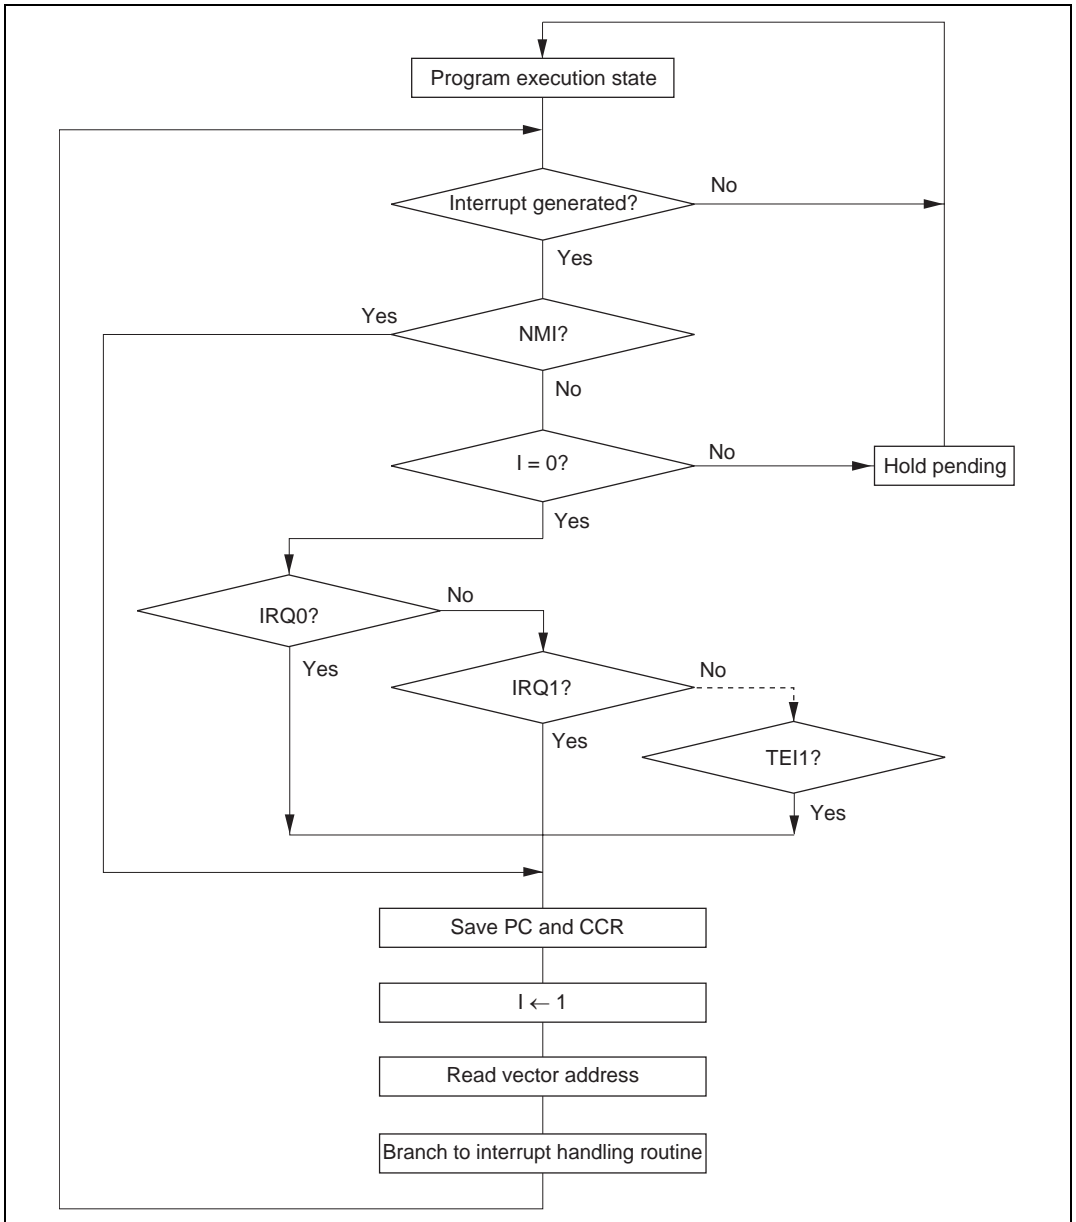 Program execution state
Interrupt generated?
No
Yes
Yes
NMI?
No
I = 0?
No
Hold pending
Yes
IRQ0?
No
Yes
IRQ1?
No
Yes
TEI1?
Yes
Save PC and CCR
I ← 1
Read vector address
Branch to interrupt handling routine